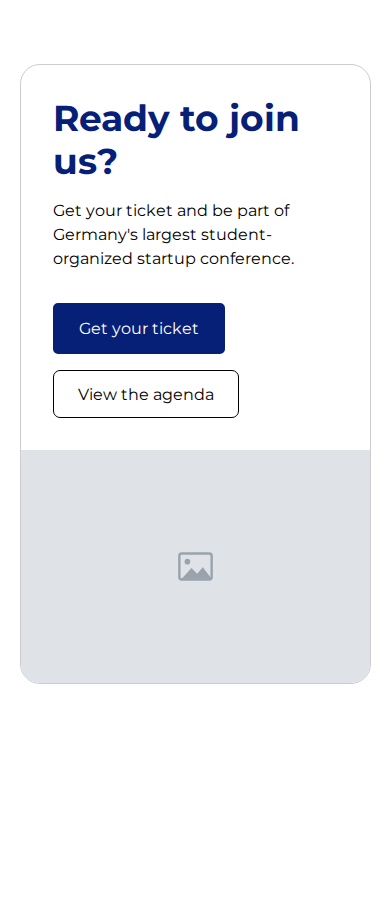 Ready to join
us?
Get your ticket and be part of
Germany's largest student-
organized startup conference.
Get your ticket
View the agenda